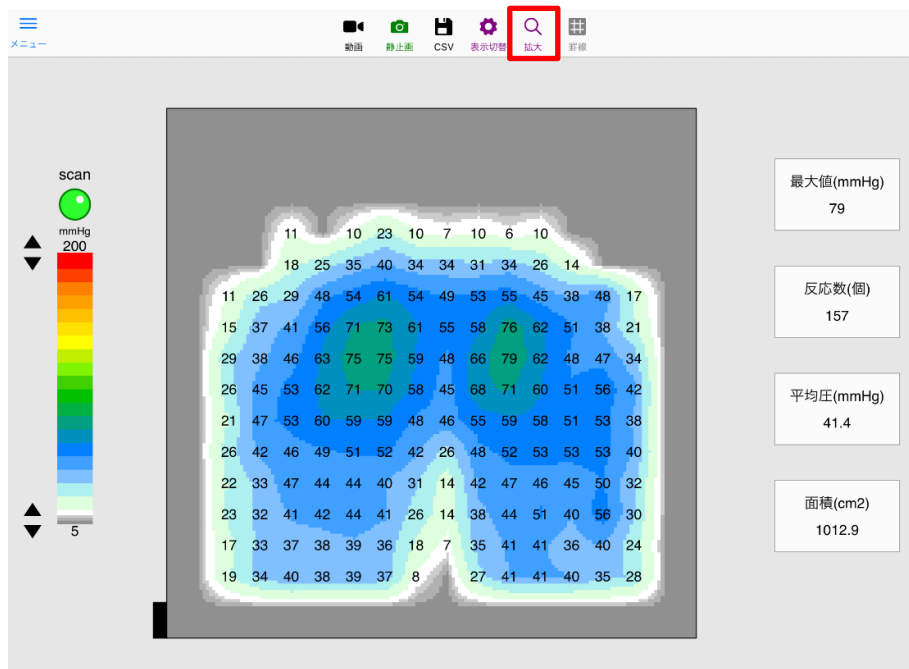 メニュー
動画 静止画 CSV 表示切替 拡大 罫線
scan
mmHg
200
5
11 10 23 10 7 10 6 10
18 25 35 40 34 34 31 34 26 14
11 26 29 48 54 61 54 49 53 55 45 38 48 17
15 37 41 56 71 73 61 55 58 76 62 51 38 21
29 38 46 63 75 75 59 48 66 79 62 48 47 34
26 45 53 62 71 70 58 45 68 71 60 51 56 42
21 47 53 60 59 59 48 46 55 59 58 51 53 38
26 42 46 49 51 52 42 26 48 52 53 53 53 40
22 33 47 44 44 40 31 14 42 47 46 45 50 32
23 32 41 42 44 41 26 14 38 44 51 40 56 30
17 33 37 38 39 36 18 7 35 41 41 36 40 24
19 34 40 38 39 37 8 27 41 41 40 35 28
最大値(mmHg)
79
反応数(個)
157
平均圧(mmHg)
41.4
面積(cm2)
1012.9